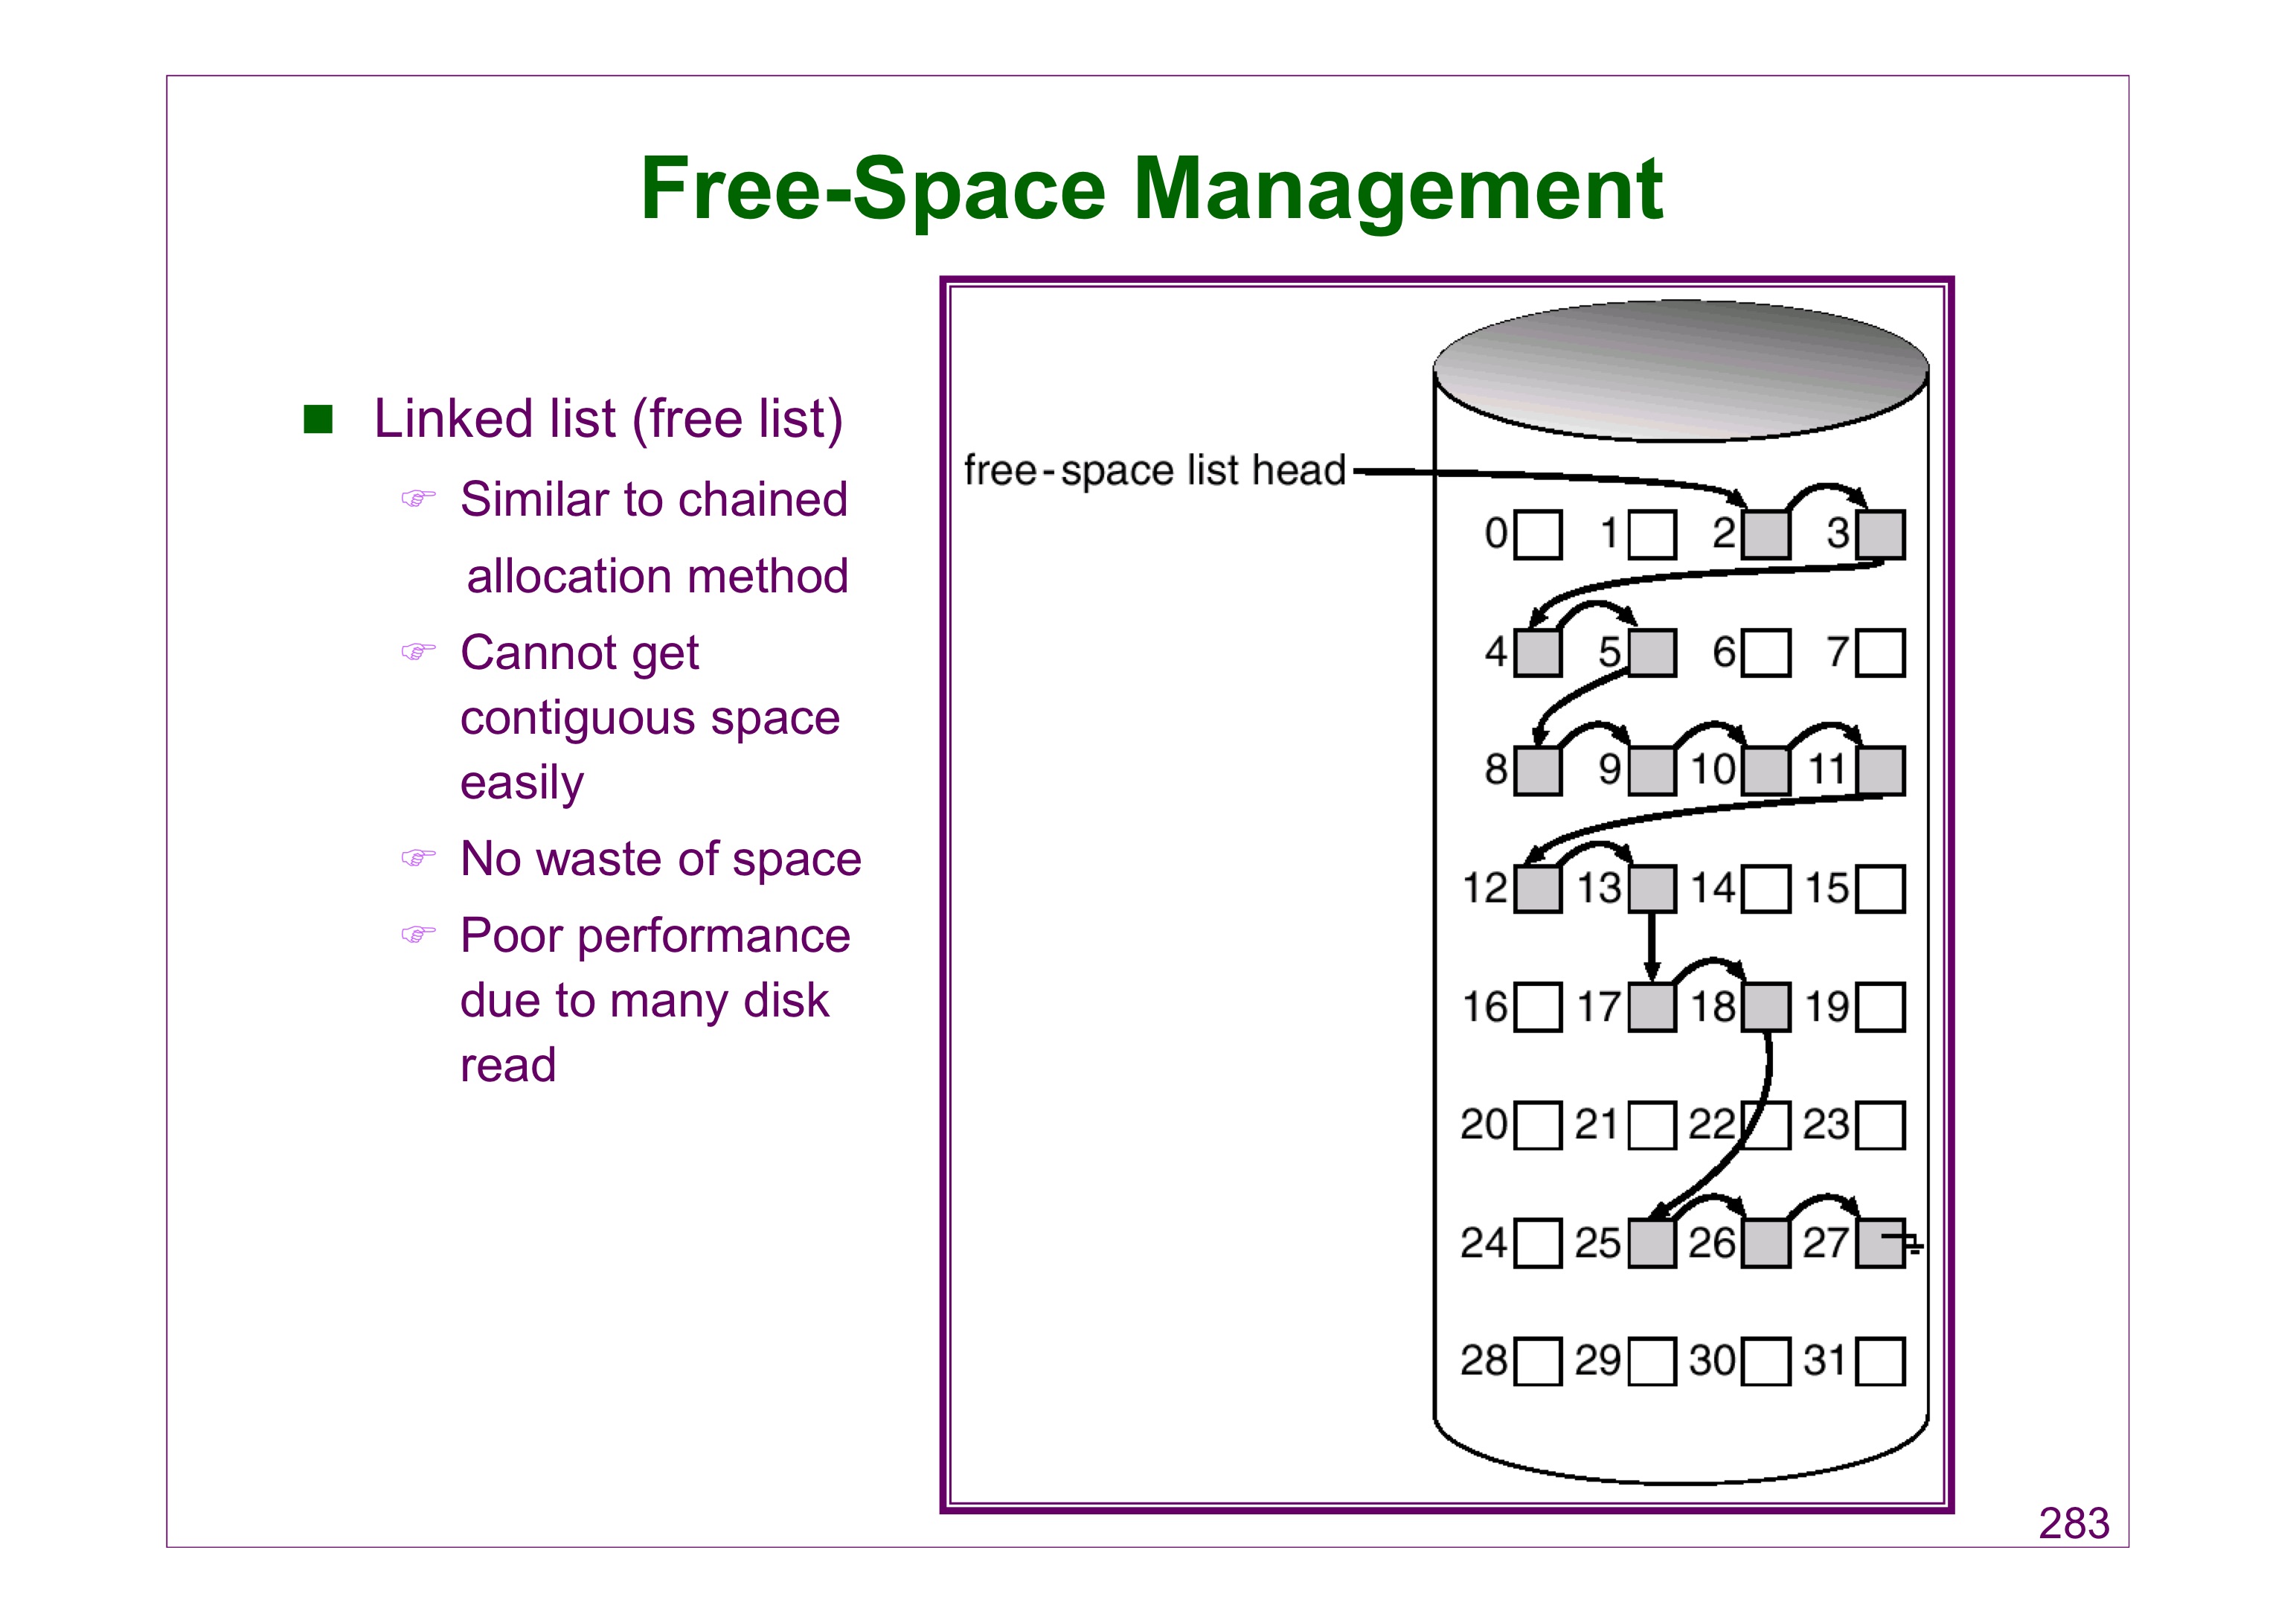 Free-Space Management
Linked list (free list)
Similar to chained
allocation method
Cannot get
contiguous space
easily
No waste of space
Poor performance
due to many disk
read
free-space list head
0 1 2 3
4 5 6 7
8 9 10 11
12 13 14 15
16 17 18 19
20 21 22 23
24 25 26 27
28 29 30 31
283